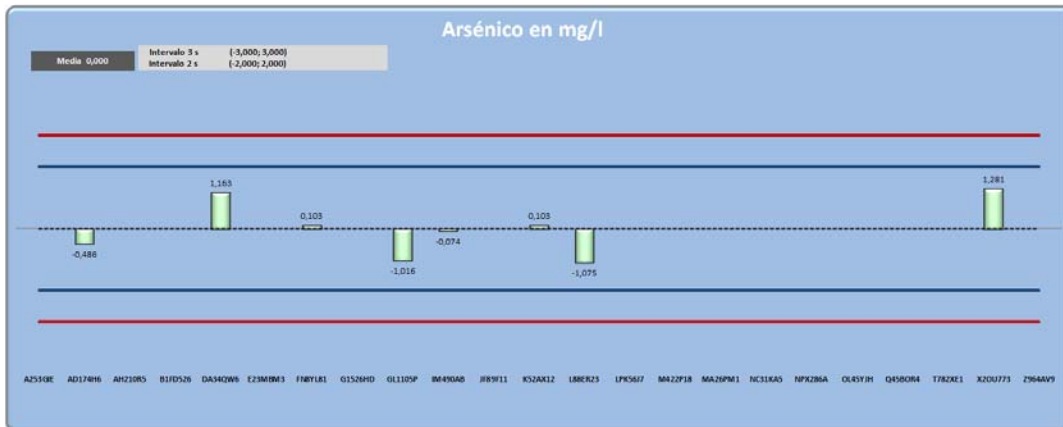 Arsénico en mg/l
Media 0,000
Intervalo 3 s (-3,000; 3,000)
Intervalo 2 s (-2,000; 2,000)
1,163
1,281
0,103
0,103
-0,074
-0,486
-1,016
-1,075
A253GIE AD174H6 AH210R5 B1FD526 DA34QW6 E23MBM3 FNBYL81 G1526HD GL1105P IM490AB JF89F11 K52AX12 L88ER23 LPK56J7 M422P18 MA26PM1 NC31KA5 NPX286A OL45YJH Q45BOR4 T782XE1 X2OU773 Z964AV9